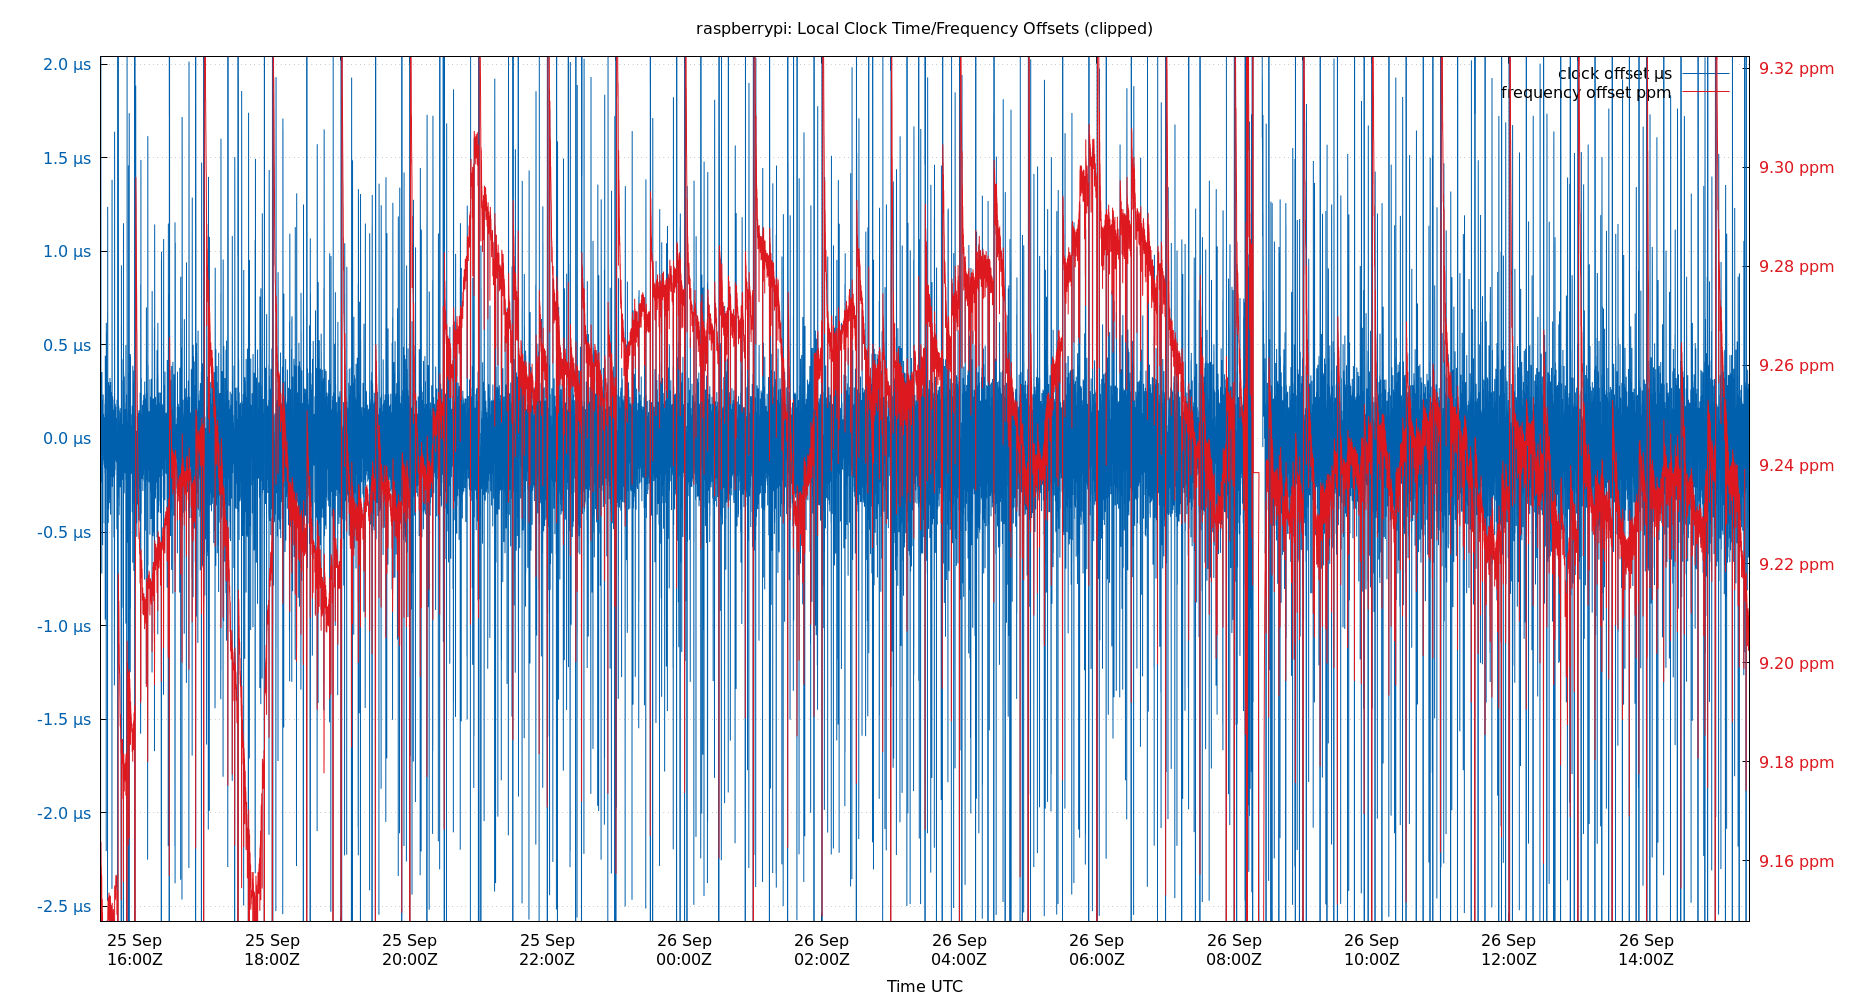 raspberrypi: Local Clock Time/Frequency Offsets (clipped)
clock offset µs
frequency offset ppm
2.0 µs
1.5 µs
1.0 µs
0.5 µs
0.0 µs
-0.5 µs
-1.0 µs
-1.5 µs
-2.0 µs
-2.5 µs
9.32 ppm
9.30 ppm
9.28 ppm
9.26 ppm
9.24 ppm
9.22 ppm
9.20 ppm
9.18 ppm
9.16 ppm
25 Sep 25 Sep 25 Sep 25 Sep 26 Sep 26 Sep 26 Sep 26 Sep 26 Sep 26 Sep 26 Sep 26 Sep
16:00Z 18:00Z 20:00Z 22:00Z 00:00Z 02:00Z 04:00Z 06:00Z 08:00Z 10:00Z 12:00Z 14:00Z
Time UTC